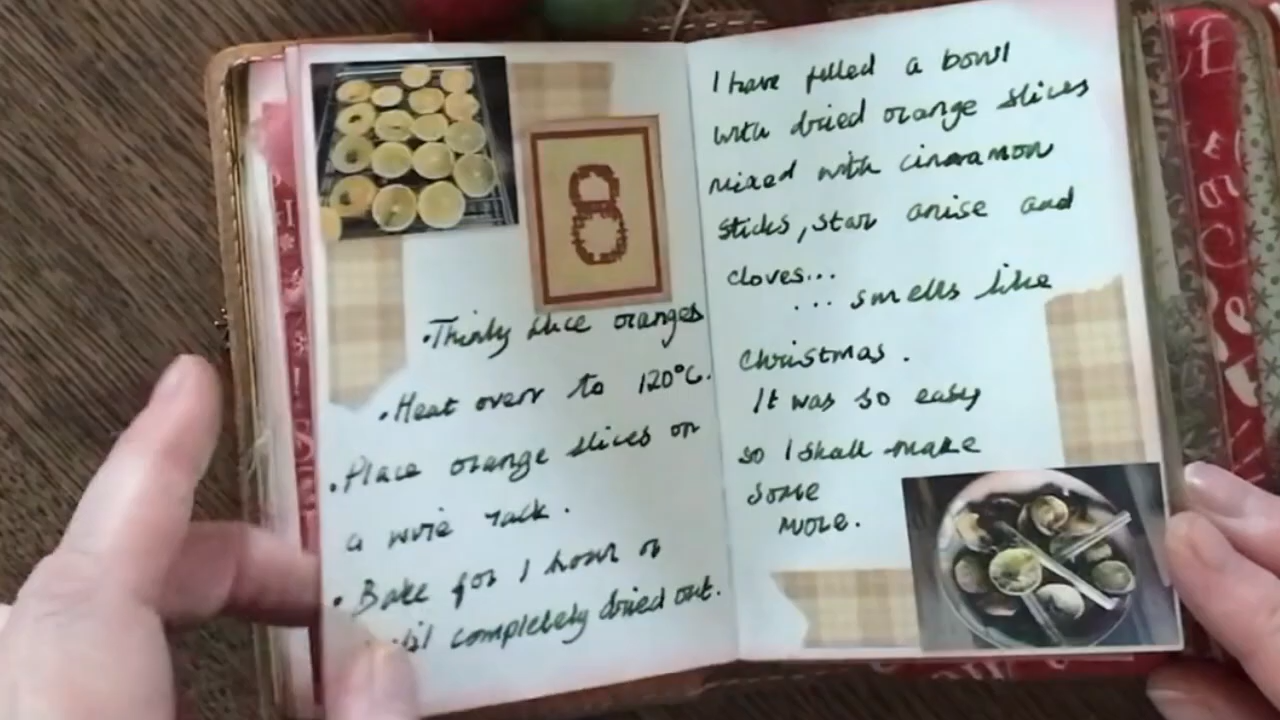 8
•Thinly slice oranges
•Heat oven to 120°C.
•Place orange slices on
a wire rack.
•Bake for 1 hour or
until completely dried out.
I have filled a bowl
with dried orange slices
mixed with cinnamon
sticks, star anise and
cloves...
... smells like
Christmas.
It was so easy
so I shall make
some
more.